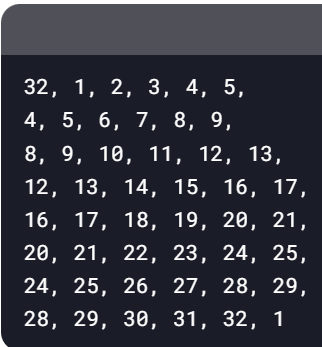 32, 1, 2, 3, 4, 5,
4, 5, 6, 7, 8, 9,
8, 9, 10, 11, 12, 13,
12, 13, 14, 15, 16, 17,
16, 17, 18, 19, 20, 21,
20, 21, 22, 23, 24, 25,
24, 25, 26, 27, 28, 29,
28, 29, 30, 31, 32, 1